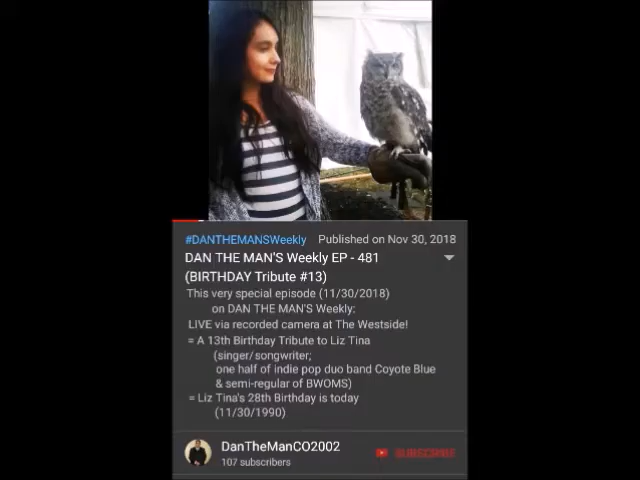 #DANTHEMANSWeekly Published on Nov 30, 2018
DAN THE MAN'S Weekly EP - 481
(BIRTHDAY Tribute #13)
This very special episode (11/30/2018)
on DAN THE MAN'S Weekly:
LIVE via recorded camera at The Westside!
= A 13th Birthday Tribute to Liz Tina
(singer/songwriter;
one half of indie pop duo band Coyote Blue
& semi-regular of BWOMS)
= Liz Tina's 28th Birthday is today
(11/30/1990)
DanTheManCO2002
107 subscribers
SUBSCRIBE